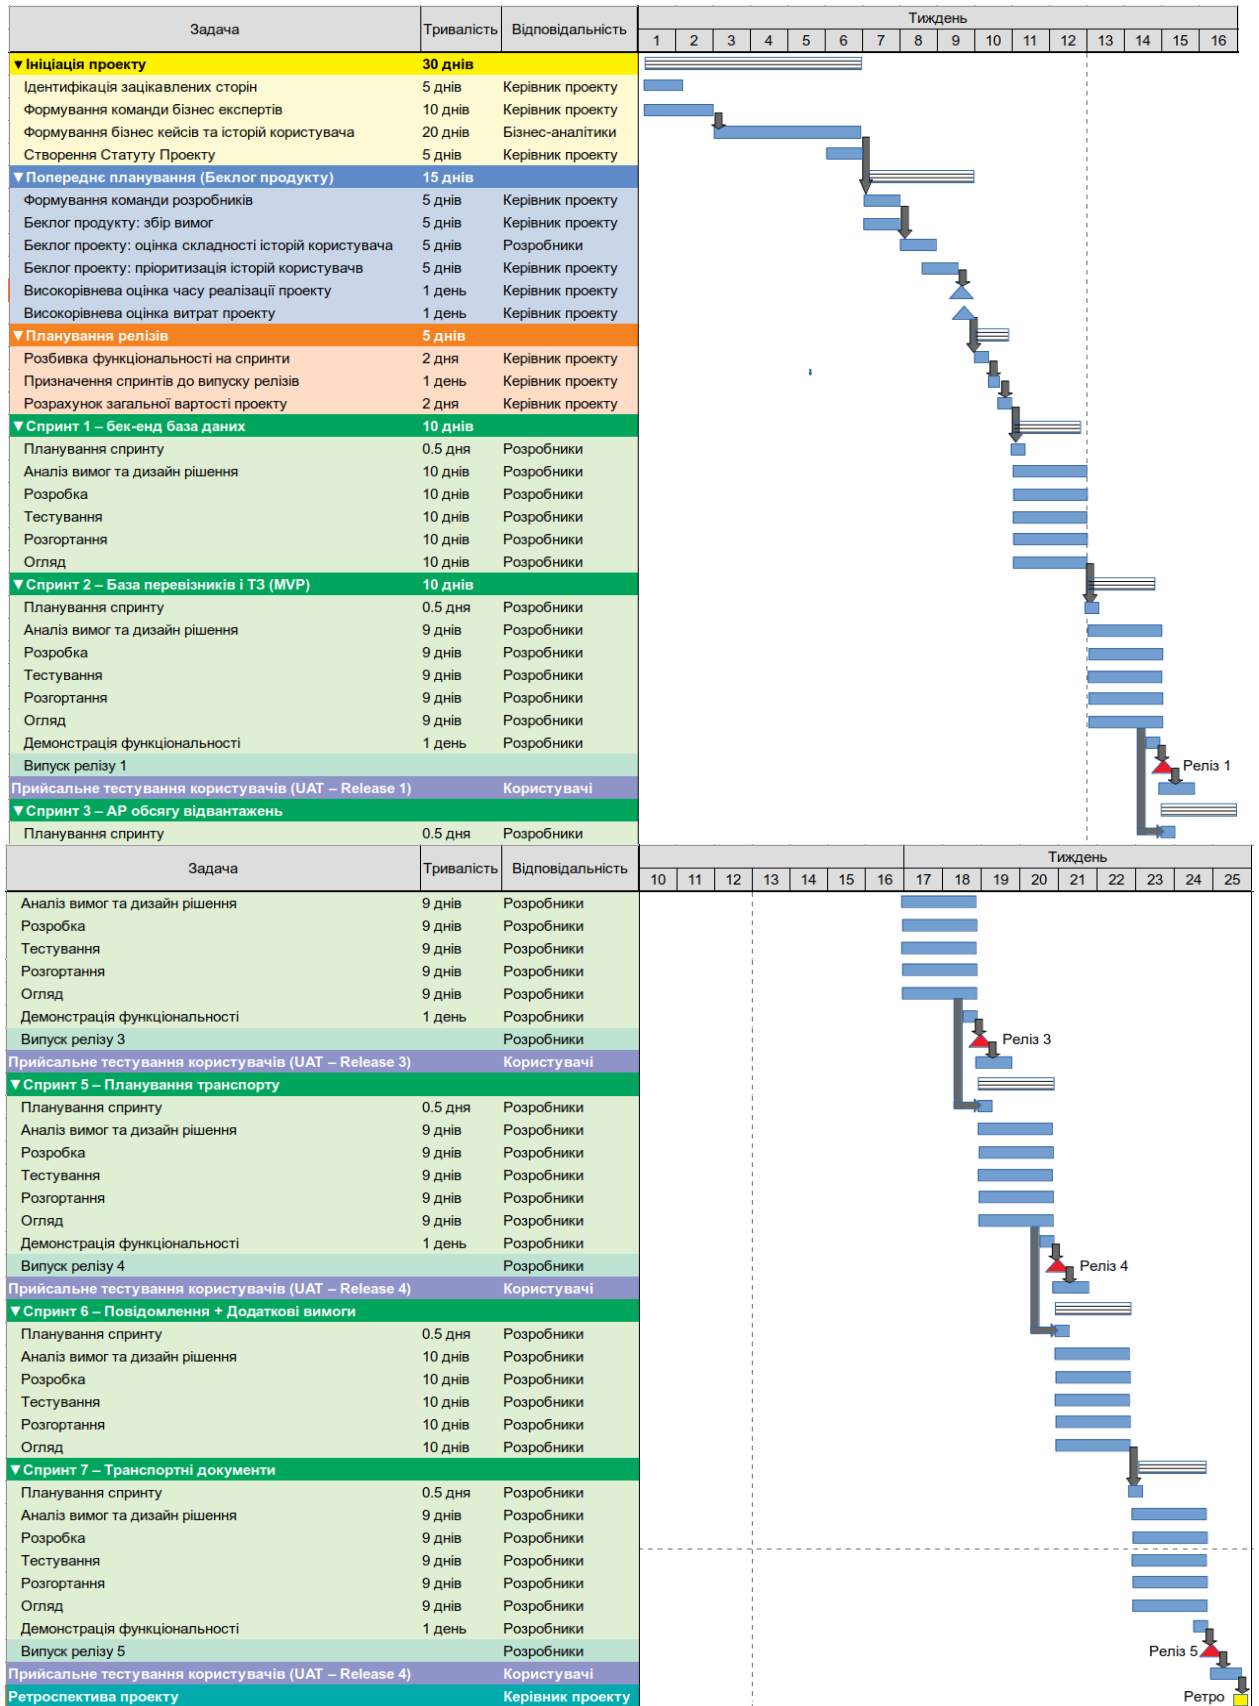 Задача Тривалість Відповідальність Тиждень
1 2 3 4 5 6 7 8 9 10 11 12 13 14 15 16
▼Ініціація проекту 30 днів
Ідентифікація зацікавлених сторін 5 днів Керівник проекту
Формування команди бізнес експертів 10 днів Керівник проекту
Формування бізнес кейсів та історій користувача 20 днів Бізнес-аналітики
Створення Статуту Проекту 5 днів Керівник проекту
▼Попереднє планування (Беклог продукту) 15 днів
Формування команди розробників 5 днів Керівник проекту
Беклог продукту: збір вимог 5 днів Керівник проекту
Беклог проекту: оцінка складності історій користувача 5 днів Розробники
Беклог проекту: пріоритизація історій користувачв 5 днів Керівник проекту
Високорівнева оцінка часу реалізації проекту 1 день Керівник проекту
Високорівнева оцінка витрат проекту 1 день Керівник проекту
▼Планування релізів 5 днів
Розбивка функціональності на спринти 2 дня Керівник проекту
Призначення спринтів до випуску релізів 1 день Керівник проекту
Розрахунок загальної вартості проекту 2 дня Керівник проекту
▼Спринт 1 – бек-енд база даних 10 днів
Планування спринту 0.5 дня Розробники
Аналіз вимог та дизайн рішення 10 днів Розробники
Розробка 10 днів Розробники
Тестування 10 днів Розробники
Розгортання 10 днів Розробники
Огляд 10 днів Розробники
▼Спринт 2 – База перевізників і ТЗ (MVP) 10 днів
Планування спринту 0.5 дня Розробники
Аналіз вимог та дизайн рішення 9 днів Розробники
Розробка 9 днів Розробники
Тестування 9 днів Розробники
Розгортання 9 днів Розробники
Огляд 9 днів Розробники
Демонстрація функціональності 1 день Розробники
Випуск релізу 1 Реліз 1
Прийсальне тестування користувачів (UAT – Release 1) Користувачі
▼Спринт 3 – АР обсягу відвантажень
Планування спринту 0.5 дня Розробники
Задача Тривалість Відповідальність Тиждень
10 11 12 13 14 15 16 17 18 19 20 21 22 23 24 25
Аналіз вимог та дизайн рішення 9 днів Розробники
Розробка 9 днів Розробники
Тестування 9 днів Розробники
Розгортання 9 днів Розробники
Огляд 9 днів Розробники
Демонстрація функціональності 1 день Розробники
Випуск релізу 3 Розробники Реліз 3
Прийсальне тестування користувачів (UAT – Release 3) Користувачі
▼Спринт 5 – Планування транспорту
Планування спринту 0.5 дня Розробники
Аналіз вимог та дизайн рішення 9 днів Розробники
Розробка 9 днів Розробники
Тестування 9 днів Розробники
Розгортання 9 днів Розробники
Огляд 9 днів Розробники
Демонстрація функціональності 1 день Розробники
Випуск релізу 4 Розробники Реліз 4
Прийсальне тестування користувачів (UAT – Release 4) Користувачі
▼Спринт 6 – Повідомлення + Додаткові вимоги
Планування спринту 0.5 дня Розробники
Аналіз вимог та дизайн рішення 10 днів Розробники
Розробка 10 днів Розробники
Тестування 10 днів Розробники
Розгортання 10 днів Розробники
Огляд 10 днів Розробники
▼Спринт 7 – Транспортні документи
Планування спринту 0.5 дня Розробники
Аналіз вимог та дизайн рішення 9 днів Розробники
Розробка 9 днів Розробники
Тестування 9 днів Розробники
Розгортання 9 днів Розробники
Огляд 9 днів Розробники
Демонстрація функціональності 1 день Розробники
Випуск релізу 5 Розробники Реліз 5
Прийсальне тестування користувачів (UAT – Release 4) Користувачі
Ретроспектива проекту Керівник проекту Ретро